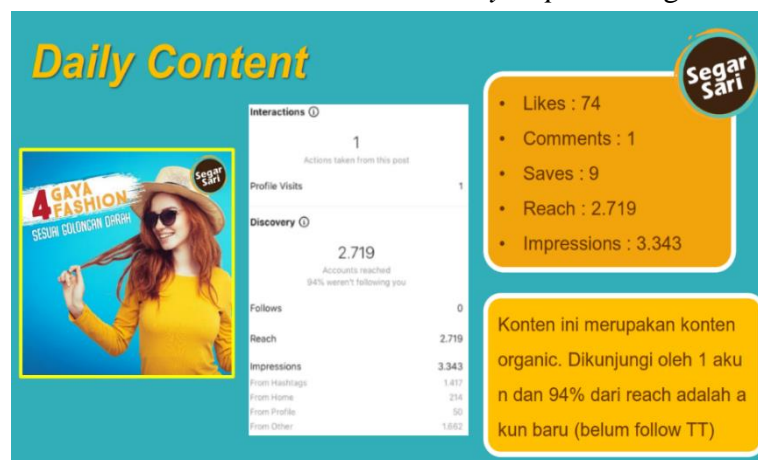 Daily Content
Segar
Sari
4 GAYA
FASHION
SESUAI GOLONGAN DARAH
Segar
Sari
Interactions
1
Actions taken from this post
Profile Visits 1
Discovery
2.719
Accounts reached
94% weren't following you
Follows 0
Reach 2.719
Impressions 3.343
From Hashtags 1.417
From Home 214
From Profile 50
From Other 1.662
• Likes : 74
• Comments : 1
• Saves : 9
• Reach : 2.719
• Impressions : 3.343
Konten ini merupakan konten
organic. Dikunjungi oleh 1 aku
n dan 94% dari reach adalah a
kun baru (belum follow TT)